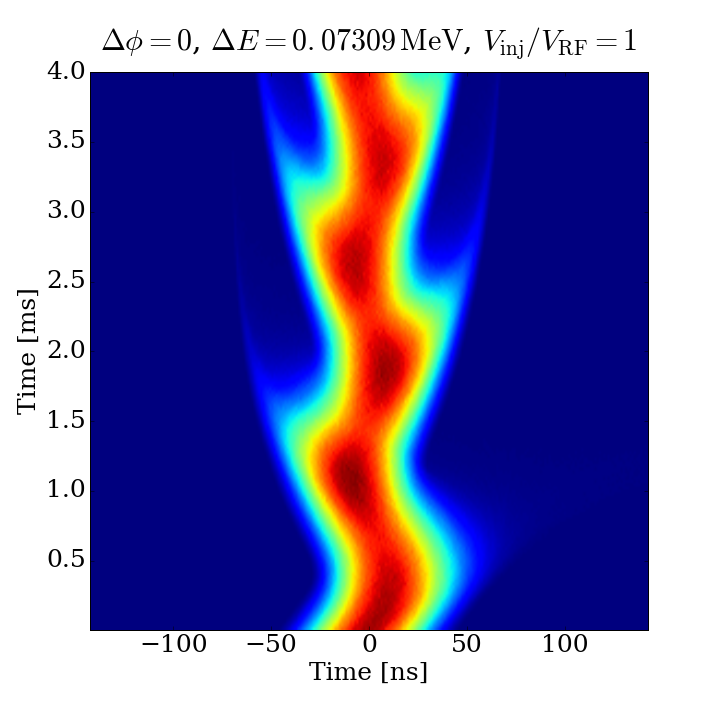 Δϕ = 0, ΔE = 0.07309 MeV, V_inj/V_RF = 1
4.0
3.5
3.0
2.5
2.0
1.5
1.0
0.5
Time [ms]
−100 −50 0 50 100
Time [ns]